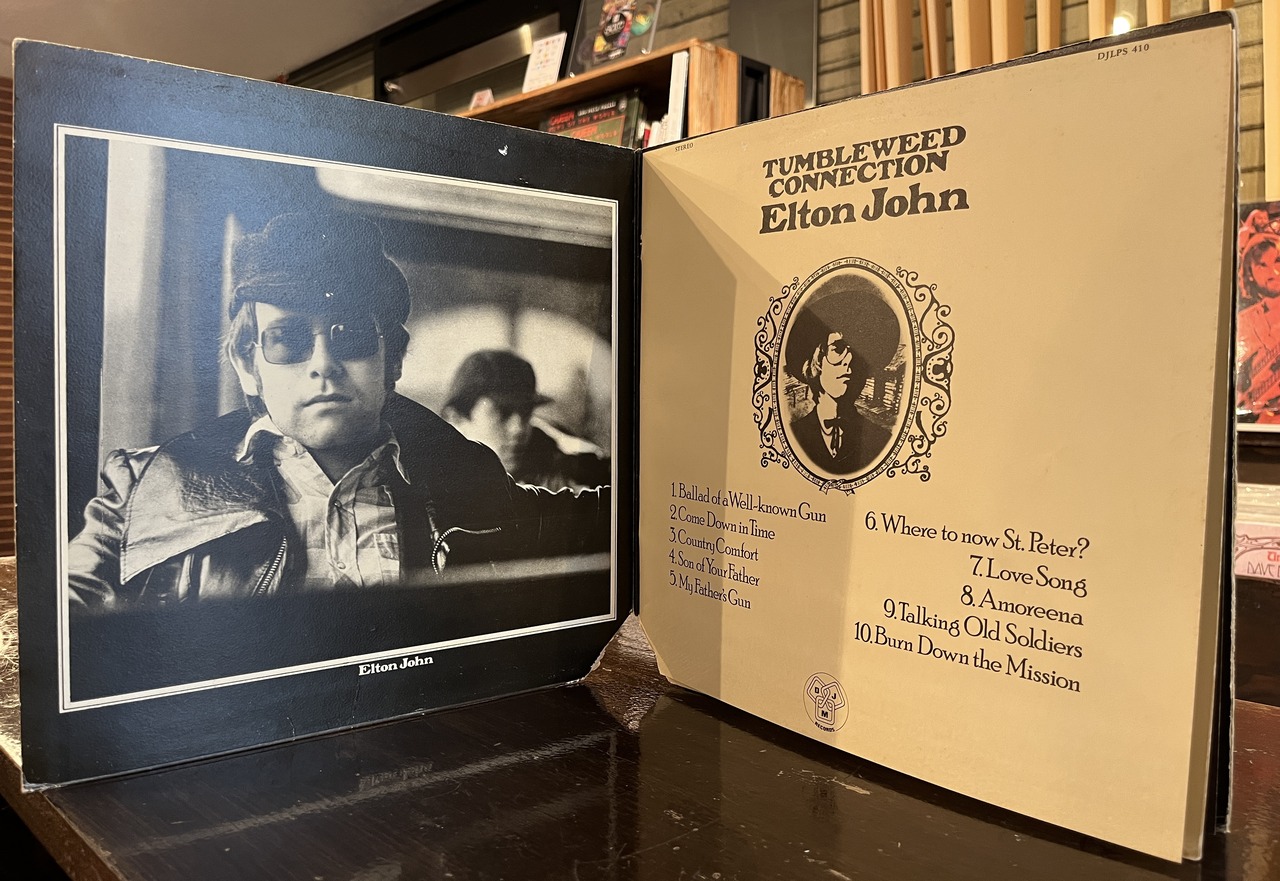 Elton John
STEREO
DJLPS 410
TUMBLEWEED
CONNECTION
Elton John
1. Ballad of a Well-known Gun
2. Come Down in Time
3. Country Comfort
4. Son of Your Father
5. My Father's Gun
6. Where to now St. Peter?
7. Love Song
8. Amoreena
9. Talking Old Soldiers
10. Burn Down the Mission
DJM
RECORDS